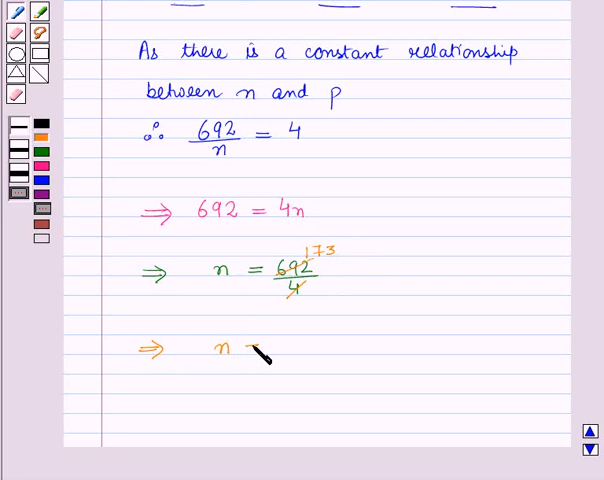 As there is a constant relationship
between n and p
∴ 692/n = 4
⇒ 692 = 4n
⇒ n = 692/4 173
⇒ n =